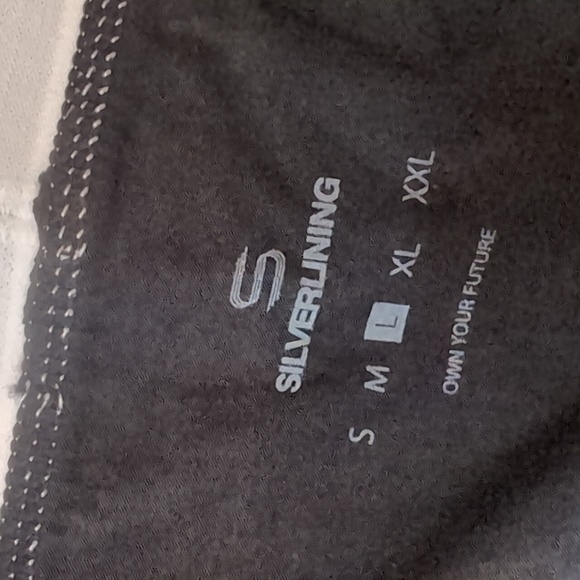 SILVERLINING
S M L XL XXL
OWN YOUR FUTURE